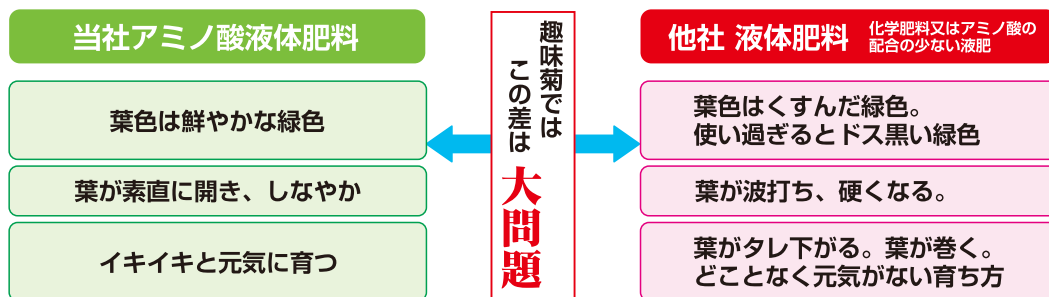 当社アミノ酸液体肥料
葉色は鮮やかな緑色
葉が素直に開き、しなやか
イキイキと元気に育つ
趣味菊では
この差は
大問題
他社 液体肥料
化学肥料又はアミノ酸の
配合の少ない液肥
葉色はくすんだ緑色。
使い過ぎるとドス黒い緑色
葉が波打ち、硬くなる。
葉がタレ下がる。葉が巻く。
どことなく元気がない育ち方